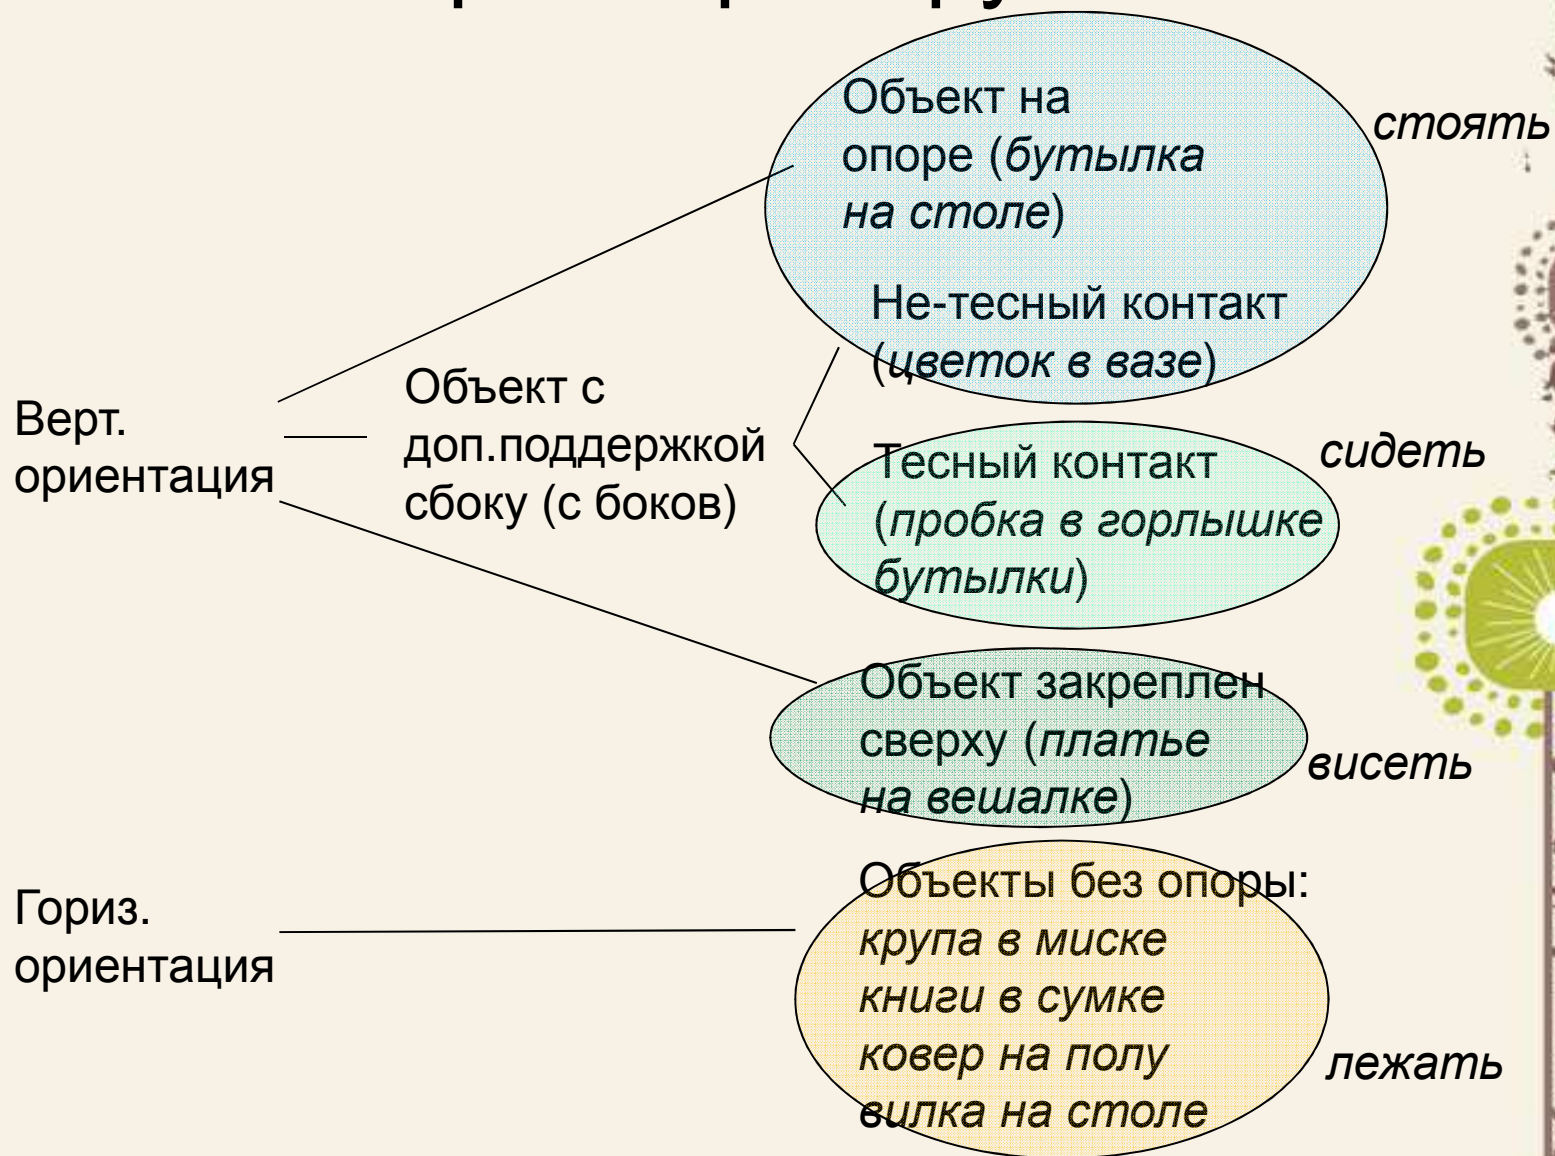 Объект на
опоре (бутылка
на столе)
стоять
Не-тесный контакт
(цветок в вазе)
Верт.
ориентация
Объект с
доп.поддержкой
сбоку (с боков)
Тесный контакт
(пробка в горлышке
бутылки)
сидеть
Объект закреплен
сверху (платье
на вешалке)
висеть
Гориз.
ориентация
Объекты без опоры:
крупа в миске
книги в сумке
ковер на полу
вилка на столе
лежать